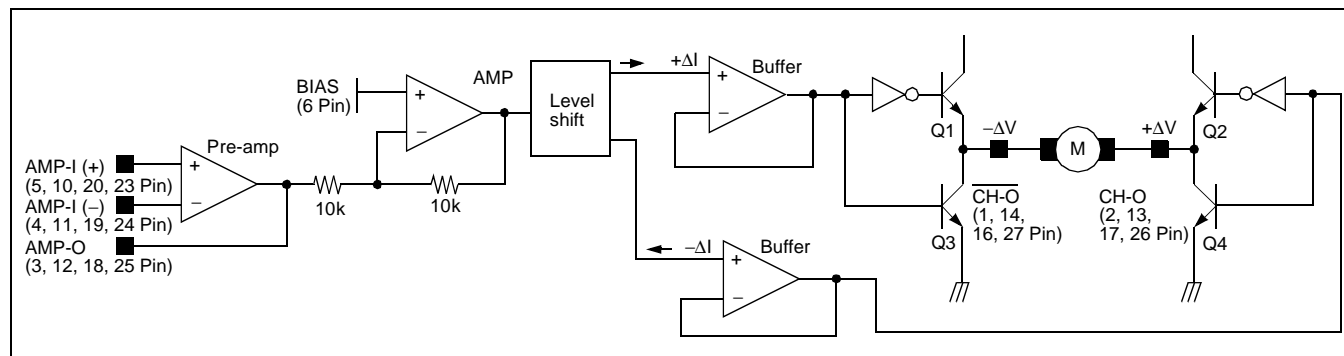 AMP-I (+)
(5, 10, 20, 23 Pin)
AMP-I (−)
(4, 11, 19, 24 Pin)
AMP-O
(3, 12, 18, 25 Pin)
Pre-amp
+
−
10k
10k
BIAS
(6 Pin)
+
−
AMP
Level
shift
+ΔI
Buffer
+
−
−ΔI
Buffer
+
−
Q1
Q3
−ΔV
M
+ΔV
CH-O
(1, 14,
16, 27 Pin)
CH-O
(2, 13,
17, 26 Pin)
Q2
Q4